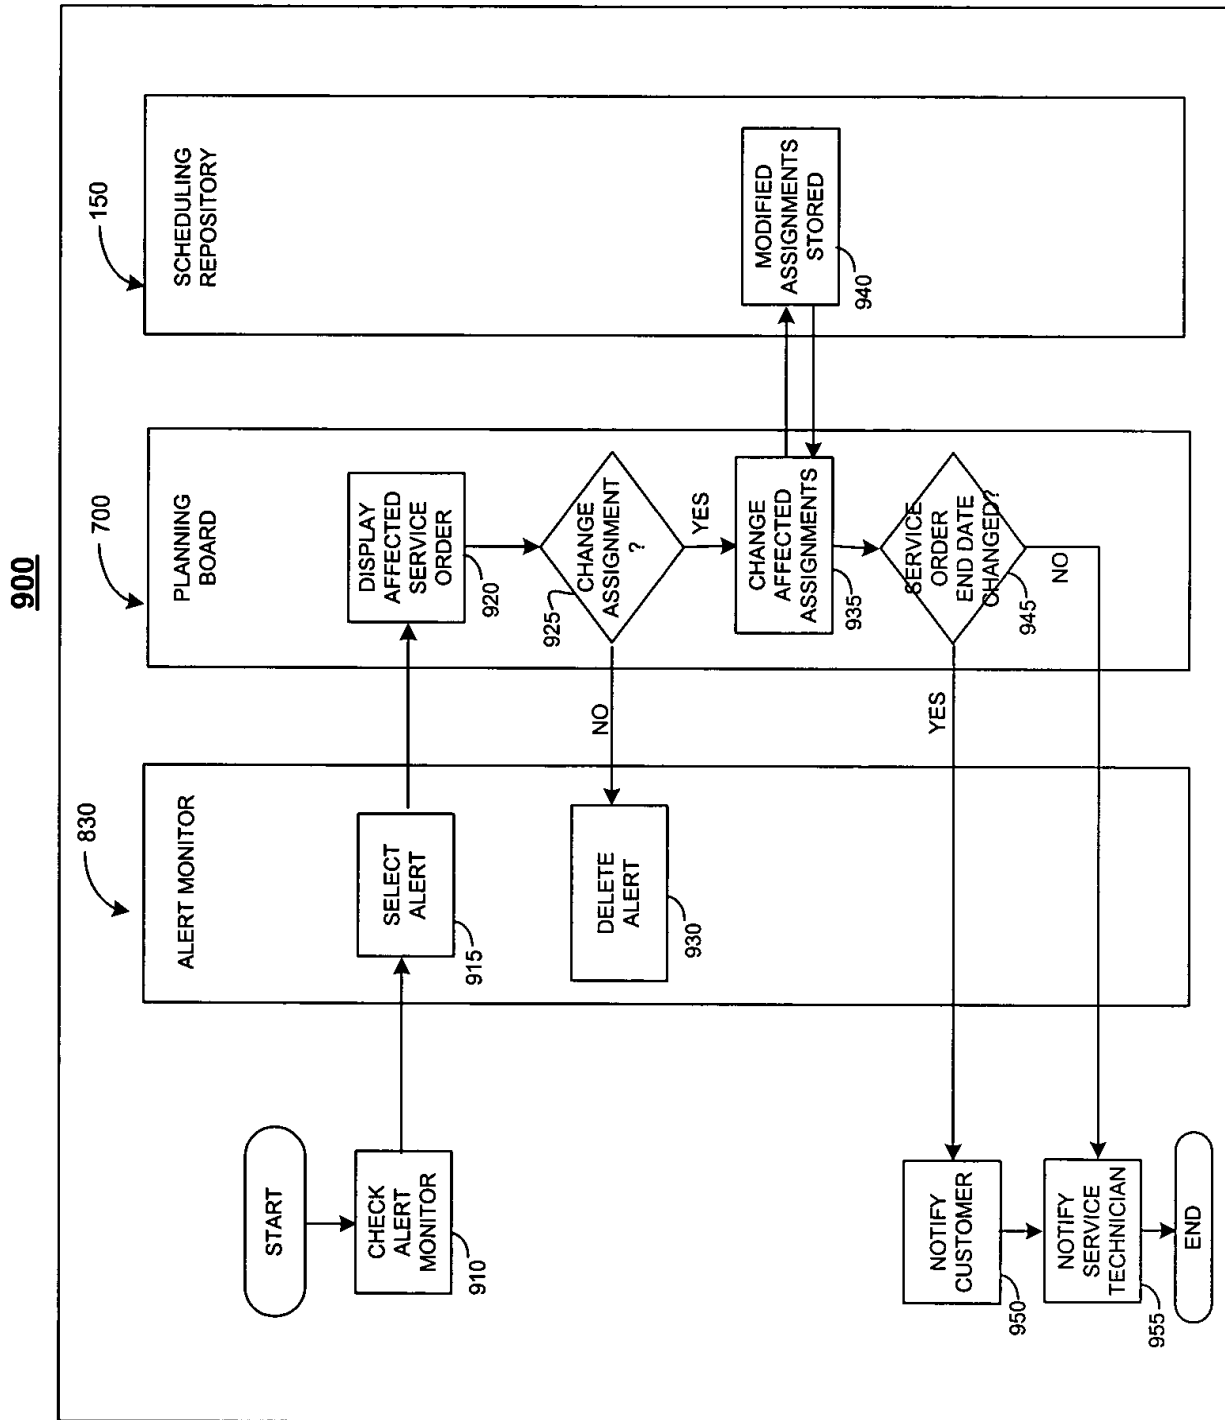 900
830
ALERT MONITOR
700
PLANNING
BOARD
150
SCHEDULING
REPOSITORY
START
CHECK
ALERT
MONITOR
910
SELECT
ALERT
915
DISPLAY
AFFECTED
SERVICE
ORDER
920
CHANGE
ASSIGNMENT
?
925
NO
DELETE
ALERT
930
YES
CHANGE
AFFECTED
ASSIGNMENTS
935
MODIFIED
ASSIGNMENTS
STORED
940
SERVICE
ORDER
END DATE
CHANGED?
945
YES
NO
NOTIFY
CUSTOMER
950
NOTIFY
SERVICE
TECHNICIAN
955
END